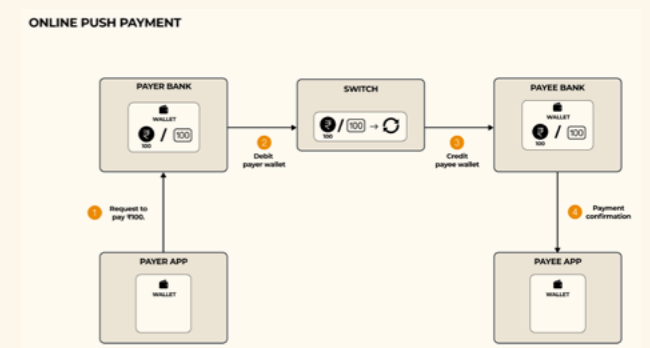 ONLINE PUSH PAYMENT
PAYER BANK
WALLET
₹ / 100
100
SWITCH
₹ / 100 →
100
PAYEE BANK
WALLET
₹ / 100
100
2
Debit
payer wallet
3
Credit
payee wallet
1
Request to
pay ₹100.
4
Payment
confirmation
PAYER APP
WALLET
PAYEE APP
WALLET